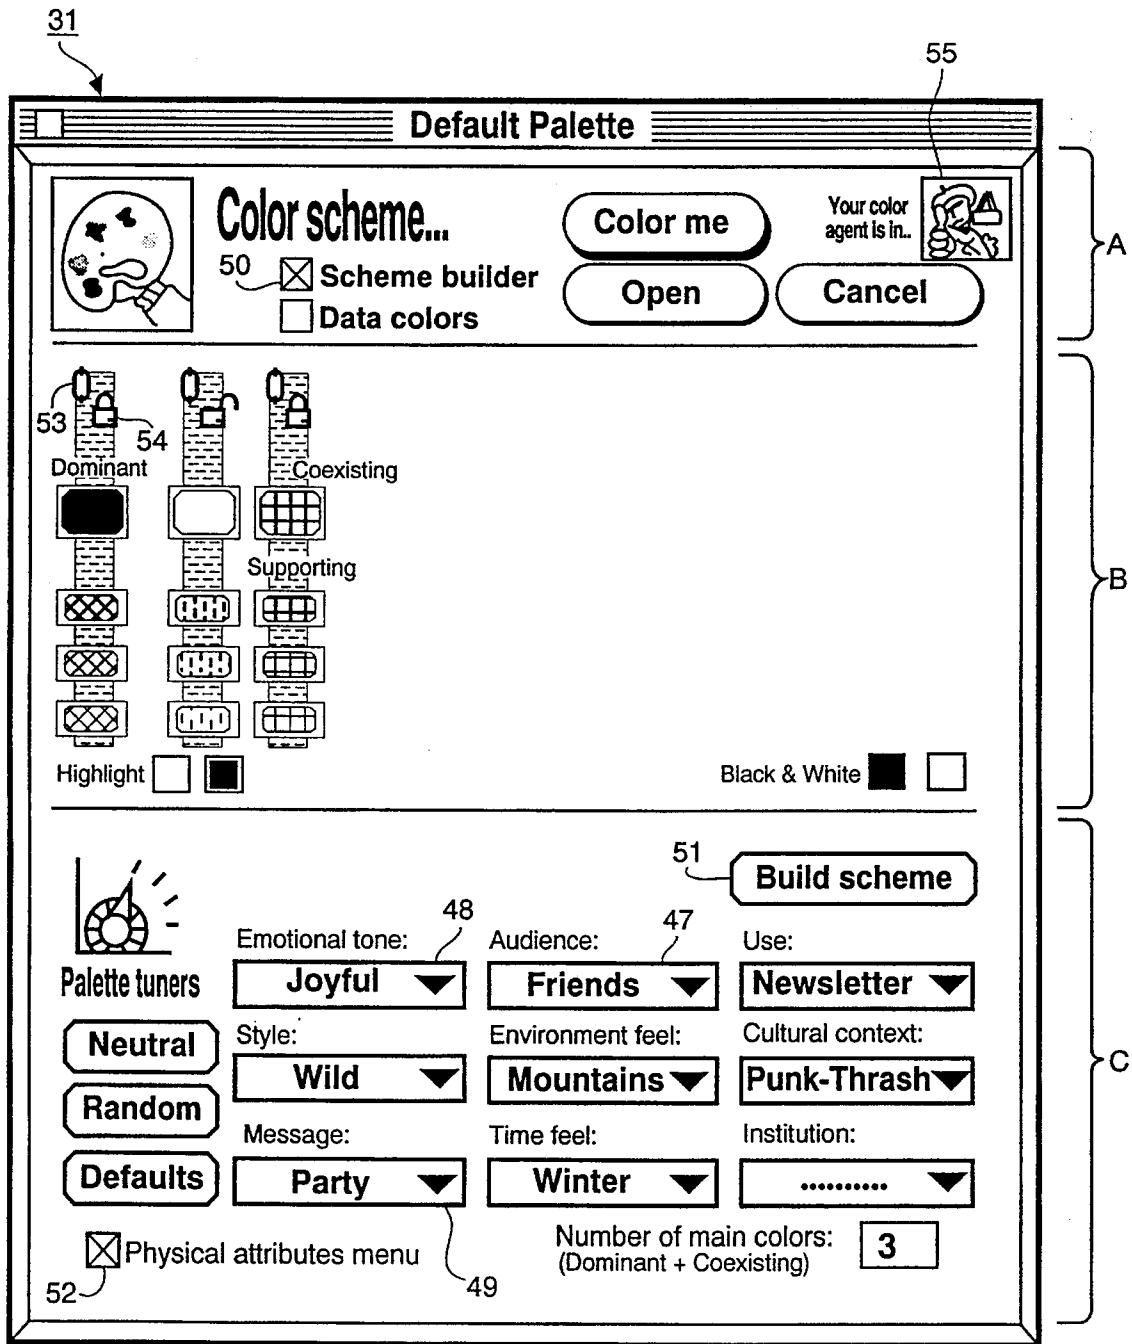 31
55
Default Palette
Color scheme...
Color me
Your color
agent is in..
A
50
Scheme builder
Open
Cancel
Data colors
53
54
Dominant
Coexisting
Supporting
B
Highlight
Black & White
51
Build scheme
48
47
Emotional tone:
Audience:
Use:
Palette tuners
Joyful
Friends
Newsletter
Neutral
Style:
Environment feel:
Cultural context:
Wild
Mountains
Punk-Thrash
C
Random
Message:
Time feel:
Institution:
Defaults
Party
Winter
..........
Physical attributes menu
Number of main colors:
(Dominant + Coexisting)
3
52
49